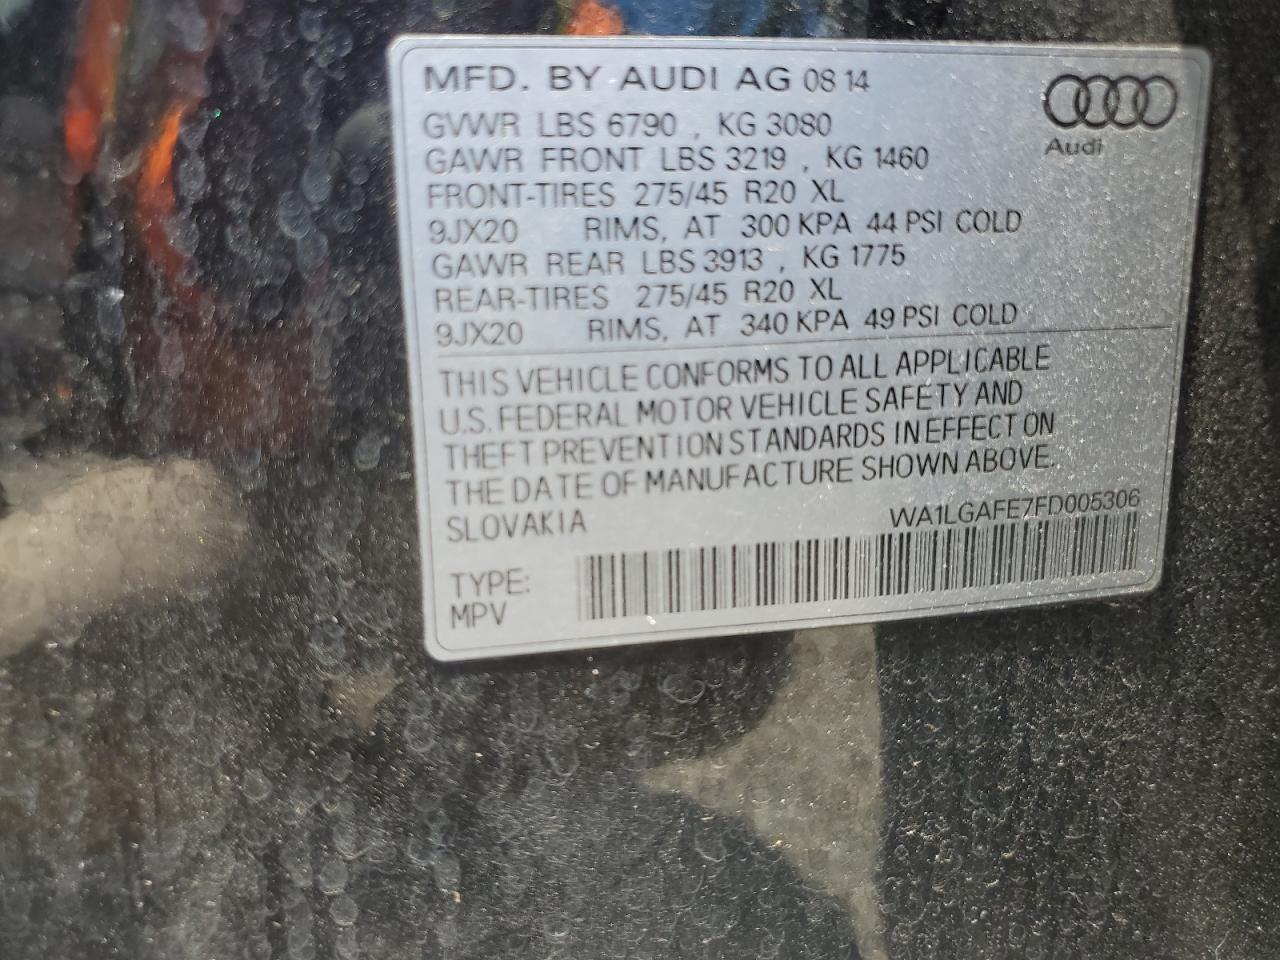 MFD. BY AUDI AG 08 14
GVWR LBS 6790 , KG 3080
GAWR FRONT LBS 3219 , KG 1460
FRONT-TIRES 275/45 R20 XL
9JX20 RIMS, AT 300 KPA 44 PSI COLD
GAWR REAR LBS 3913 , KG 1775
REAR-TIRES 275/45 R20 XL
9JX20 RIMS, AT 340 KPA 49 PSI COLD
Audi
THIS VEHICLE CONFORMS TO ALL APPLICABLE
U.S. FEDERAL MOTOR VEHICLE SAFETY AND
THEFT PREVENTION STANDARDS IN EFFECT ON
THE DATE OF MANUFACTURE SHOWN ABOVE.
SLOVAKIA
WA1LGAFE7FD005306
TYPE:
MPV